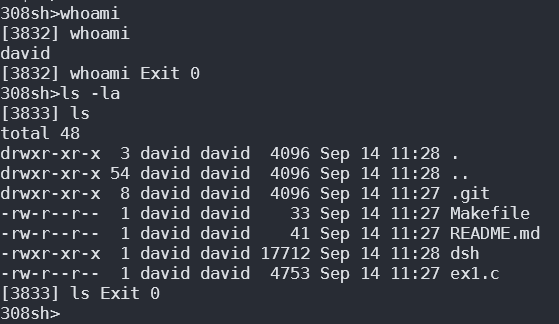 308sh>whoami
[3832] whoami
david
[3832] whoami Exit 0
308sh>ls -la
[3833] ls
total 48
drwxr-xr-x  3 david david  4096 Sep 14 11:28 .
drwxr-xr-x 54 david david  4096 Sep 14 11:28 ..
drwxr-xr-x  8 david david  4096 Sep 14 11:27 .git
-rw-r--r--  1 david david    33 Sep 14 11:27 Makefile
-rw-r--r--  1 david david    41 Sep 14 11:27 README.md
-rwxr-xr-x  1 david david 17712 Sep 14 11:28 dsh
-rw-r--r--  1 david david  4753 Sep 14 11:27 ex1.c
[3833] ls Exit 0
308sh>